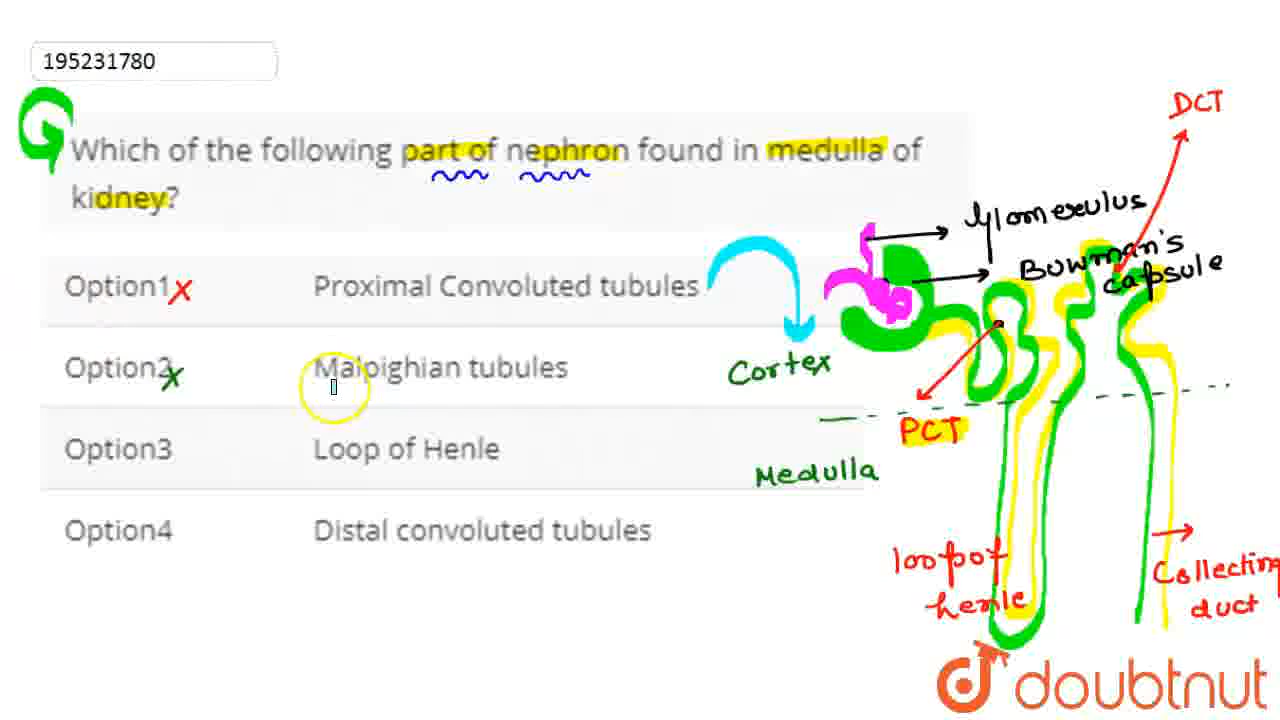 195231780
Which of the following part of nephron found in medulla of
kidney?
Option1 x Proximal Convoluted tubules
Option2 x Malpighian tubules
Option3 Loop of Henle
Option4 Distal convoluted tubules
DCT
Glomerulus
Bowman's
capsule
Cortex
PCT
Medulla
loop of
henle
Collecting
duct
doubtnut